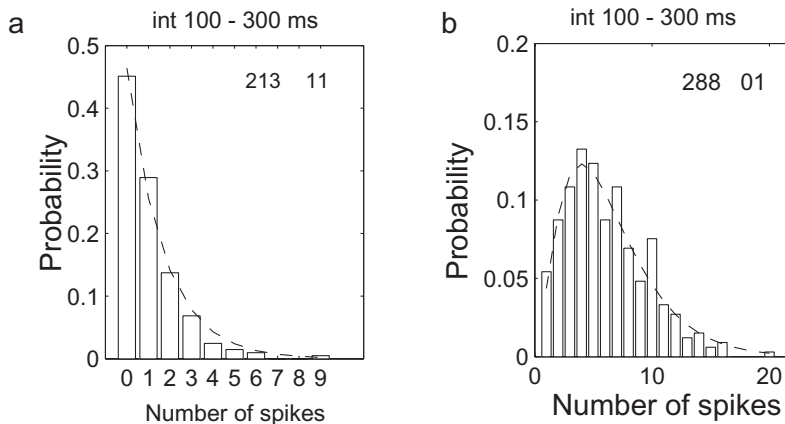 a
int 100 - 300 ms
Probability
0.5
0.4
0.3
0.2
0.1
0
213 11
0 1 2 3 4 5 6 7 8 9
Number of spikes
b
int 100 - 300 ms
Probability
0.2
0.15
0.1
0.05
0
288 01
0 10 20
Number of spikes